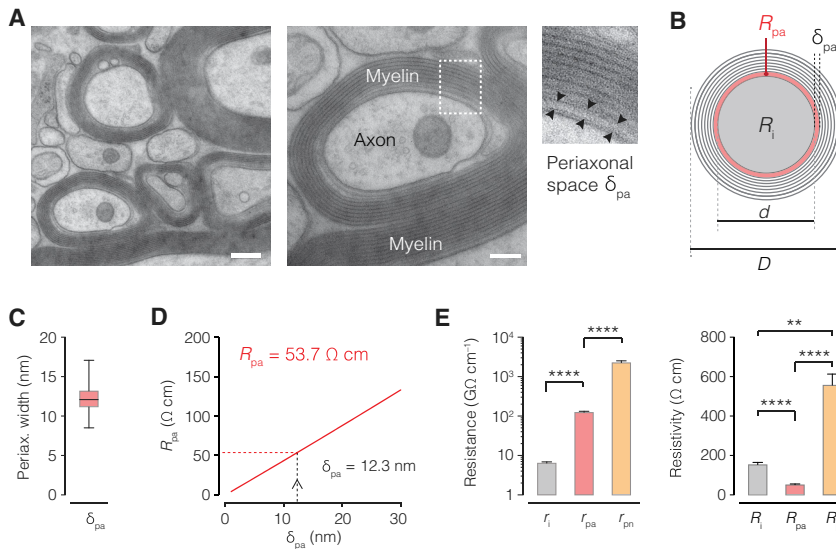 A
Myelin
Axon
Myelin
Periaxonal
space δpa
B
Rpa
δpa
Ri
d
D
C
Periax. width (nm)
20
15
10
5
0
δpa
D
Rpa (Ω cm)
200
150
100
50
0
Rpa = 53.7 Ω cm
δpa = 12.3 nm
0 10 20 30
δpa (nm)
E
Resistance (GΩ cm⁻¹)
10⁴
10³
10²
10
1
****
****
ri rpa rpn
Resistivity (Ω cm)
800
600
400
200
0
**
****
****
Ri Rpa R